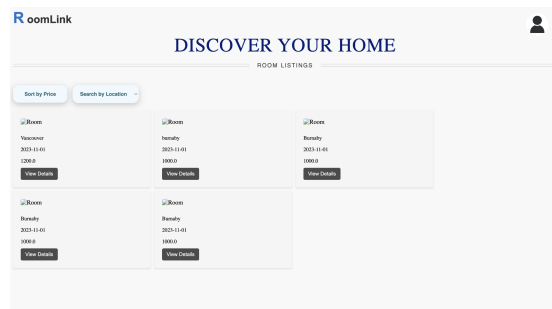 R oomLink
DISCOVER YOUR HOME
ROOM LISTINGS
Sort by Price
Search by Location
Room
Vancouver
2023-11-01
1200.0
View Details
Room
burnaby
2023-11-01
1000.0
View Details
Room
Burnaby
2023-11-01
1000.0
View Details
Room
Burnaby
2023-11-01
1000.0
View Details
Room
Burnaby
2023-11-01
1000.0
View Details